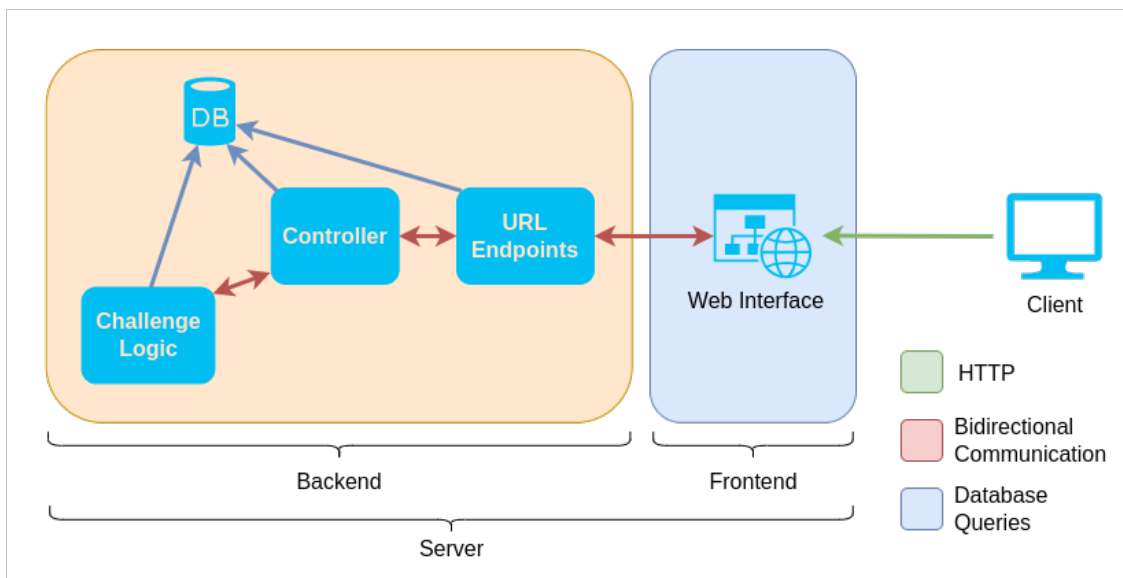 DB
Controller
URL
Endpoints
Challenge
Logic
Web Interface
Client
HTTP
Bidirectional
Communication
Database
Queries
Backend
Frontend
Server